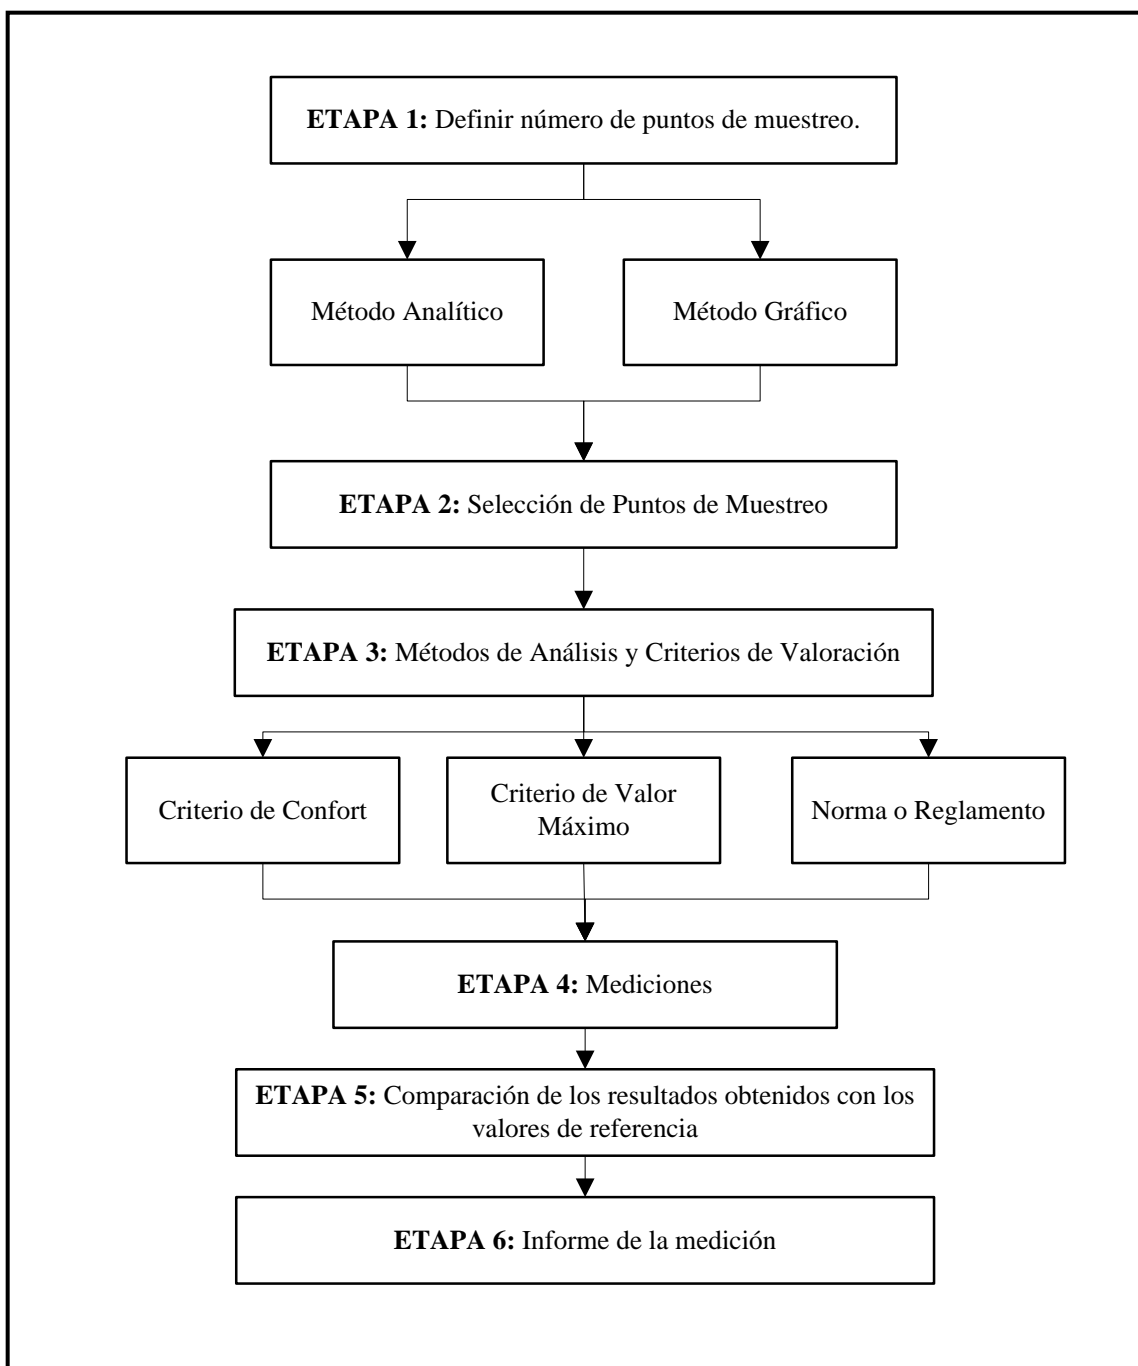 ETAPA 1: Definir número de puntos de muestreo.
Método Analítico
Método Gráfico
ETAPA 2: Selección de Puntos de Muestreo
ETAPA 3: Métodos de Análisis y Criterios de Valoración
Criterio de Confort
Criterio de Valor
Máximo
Norma o Reglamento
ETAPA 4: Mediciones
ETAPA 5: Comparación de los resultados obtenidos con los
valores de referencia
ETAPA 6: Informe de la medición